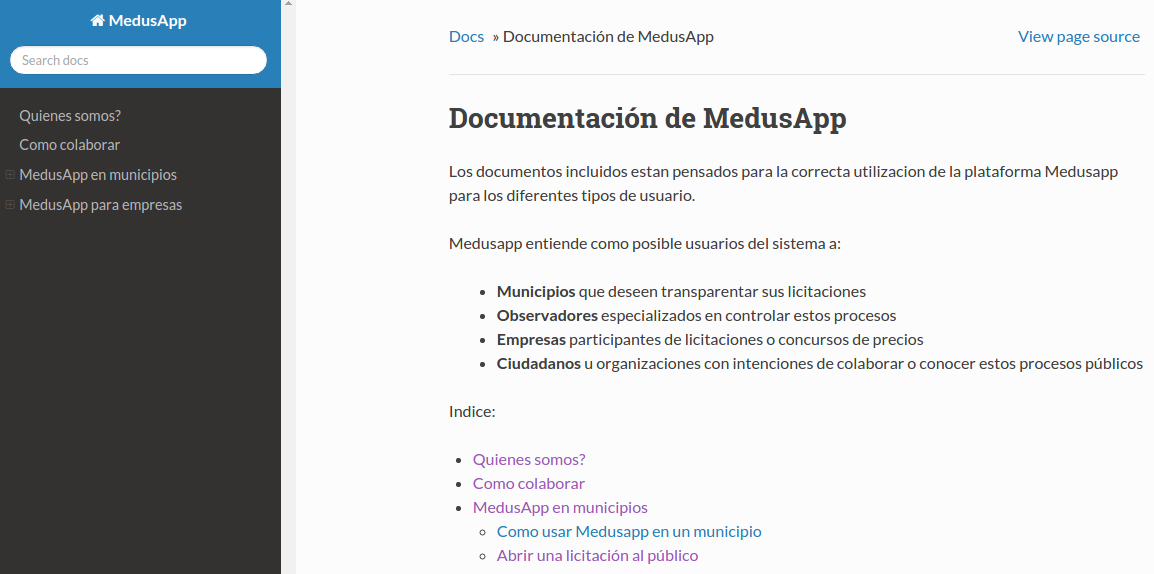 MedusApp
Search docs
Quienes somos?
Como colaborar
MedusApp en municipios
MedusApp para empresas
Docs » Documentación de MedusApp
View page source
Documentación de MedusApp
Los documentos incluidos estan pensados para la correcta utilizacion de la plataforma Medusapp
para los diferentes tipos de usuario.
Medusapp entiende como posible usuarios del sistema a:
• Municipios que deseen transparentar sus licitaciones
• Observadores especializados en controlar estos procesos
• Empresas participantes de licitaciones o concursos de precios
• Ciudadanos u organizaciones con intenciones de colaborar o conocer estos procesos públicos
Indice:
• Quienes somos?
• Como colaborar
• MedusApp en municipios
◦ Como usar Medusapp en un municipio
◦ Abrir una licitación al público